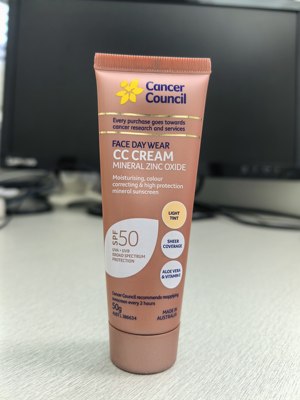 Cancer
Council
Every purchase goes towards
cancer research and services
FACE DAY WEAR
CC CREAM
MINERAL ZINC OXIDE
Moisturising, colour
correcting & high protection
mineral sunscreen
LIGHT
TINT
SPF 50
UVA + UVB
BROAD SPECTRUM
PROTECTION
SHEER
COVERAGE
ALOE VERA
& VITAMIN E
Cancer Council recommends reapplying
sunscreen every 2 hours
50g
MADE IN
AUSTRALIA